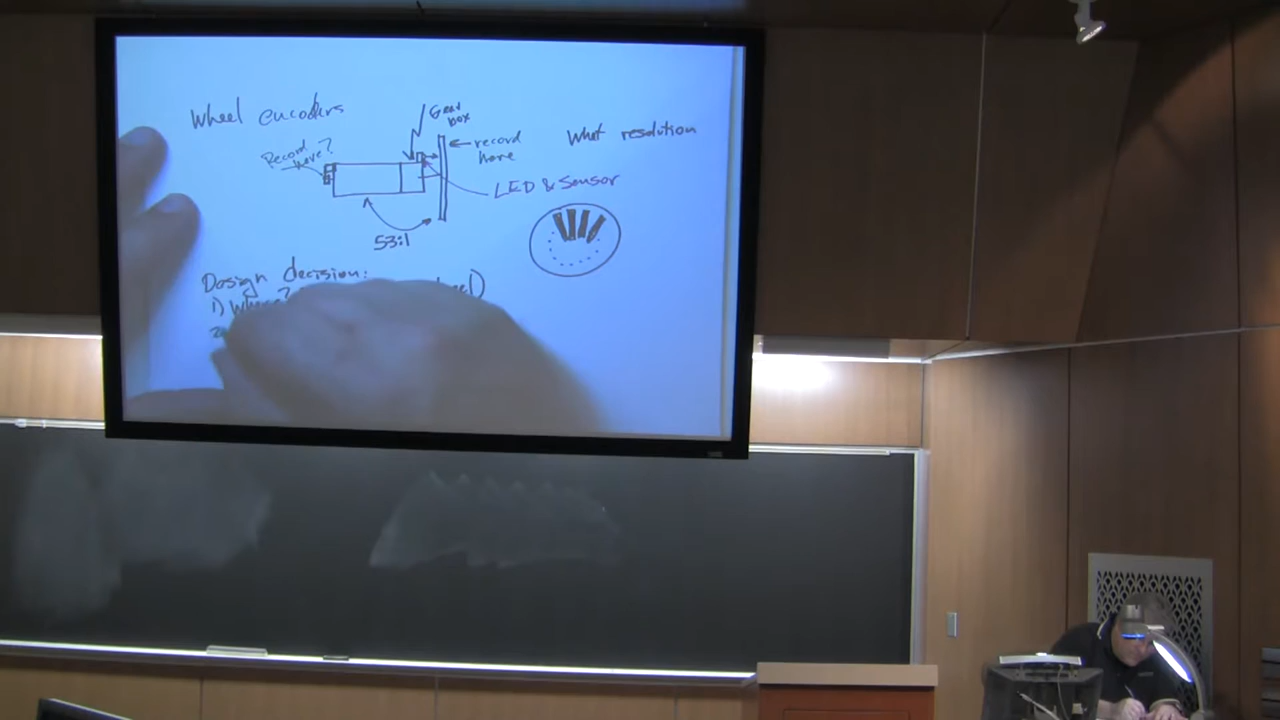 Wheel encoders
Gear box
Record here?
record here
What resolution
LED & Sensor
53:1
Design decision:
1) Where?